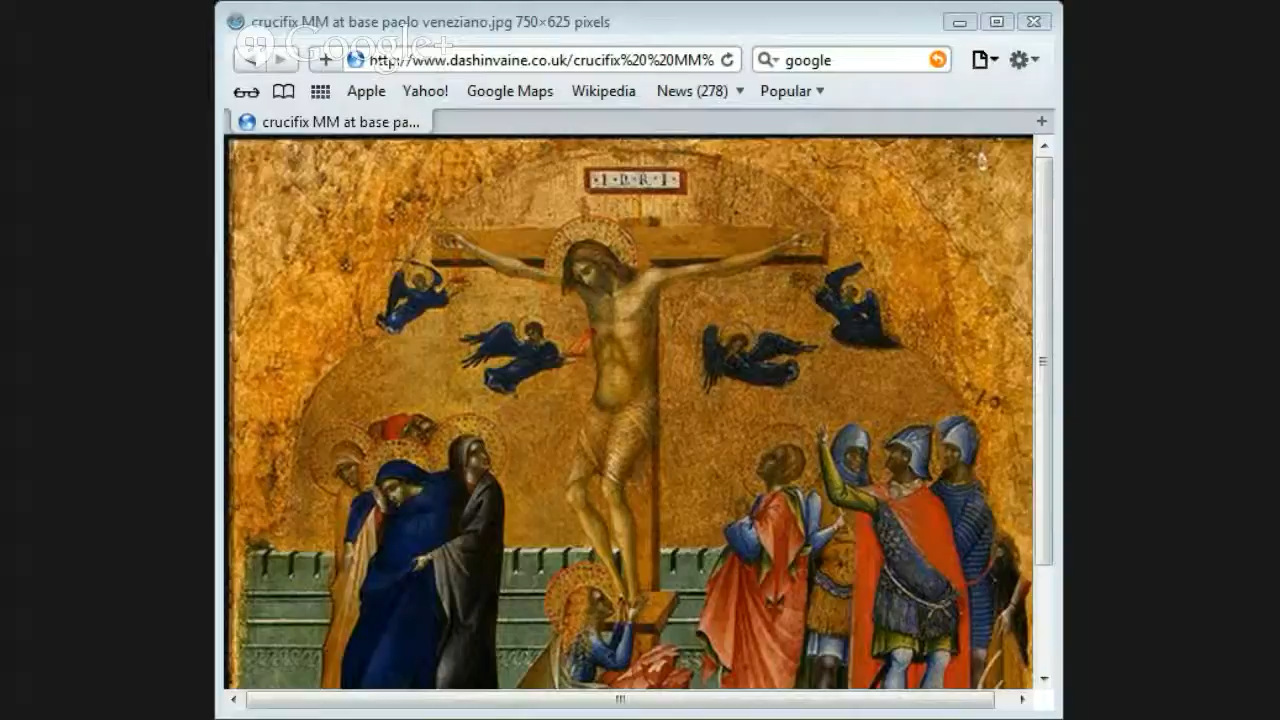 crucifix MM at base paolo veneziano.jpg 750×625 pixels
Google+
http://www.dashinvaine.co.uk/crucifix%20%20MM%
google
Apple Yahoo! Google Maps Wikipedia News (278) Popular
crucifix MM at base pa...
·I·N·R·I·